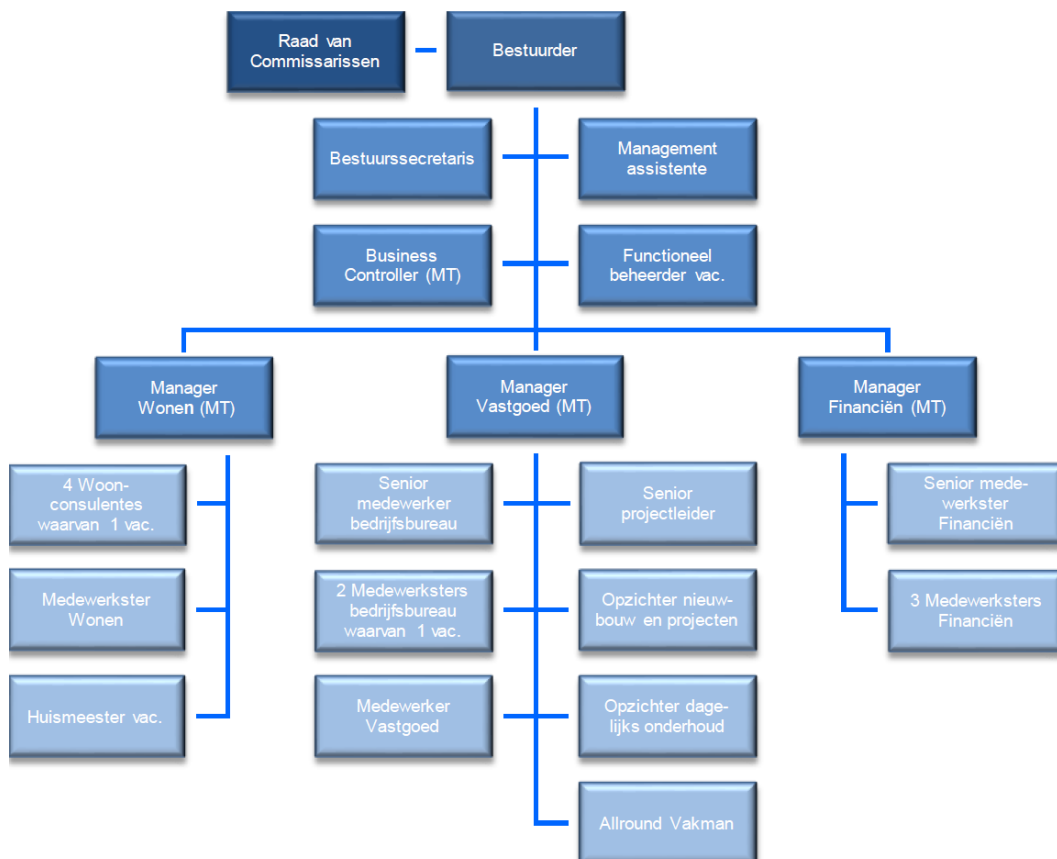 Raad van
Commissarissen
Bestuurder
Bestuurssecretaris
Management
assistente
Business
Controller (MT)
Functioneel
beheerder vac.
Manager
Wonen (MT)
Manager
Vastgoed (MT)
Manager
Financiën (MT)
4 Woon-
consulentes
waarvan 1 vac.
Senior
medewerker
bedrijfsbureau
Senior
projectleider
Senior mede-
werkster
Financiën
Medewerkster
Wonen
2 Medewerksters
bedrijfsbureau
waarvan 1 vac.
Opzichter nieuw-
bouw en projecten
3 Medewerksters
Financiën
Huismeester vac.
Medewerker
Vastgoed
Opzichter dage-
lijks onderhoud
Allround Vakman